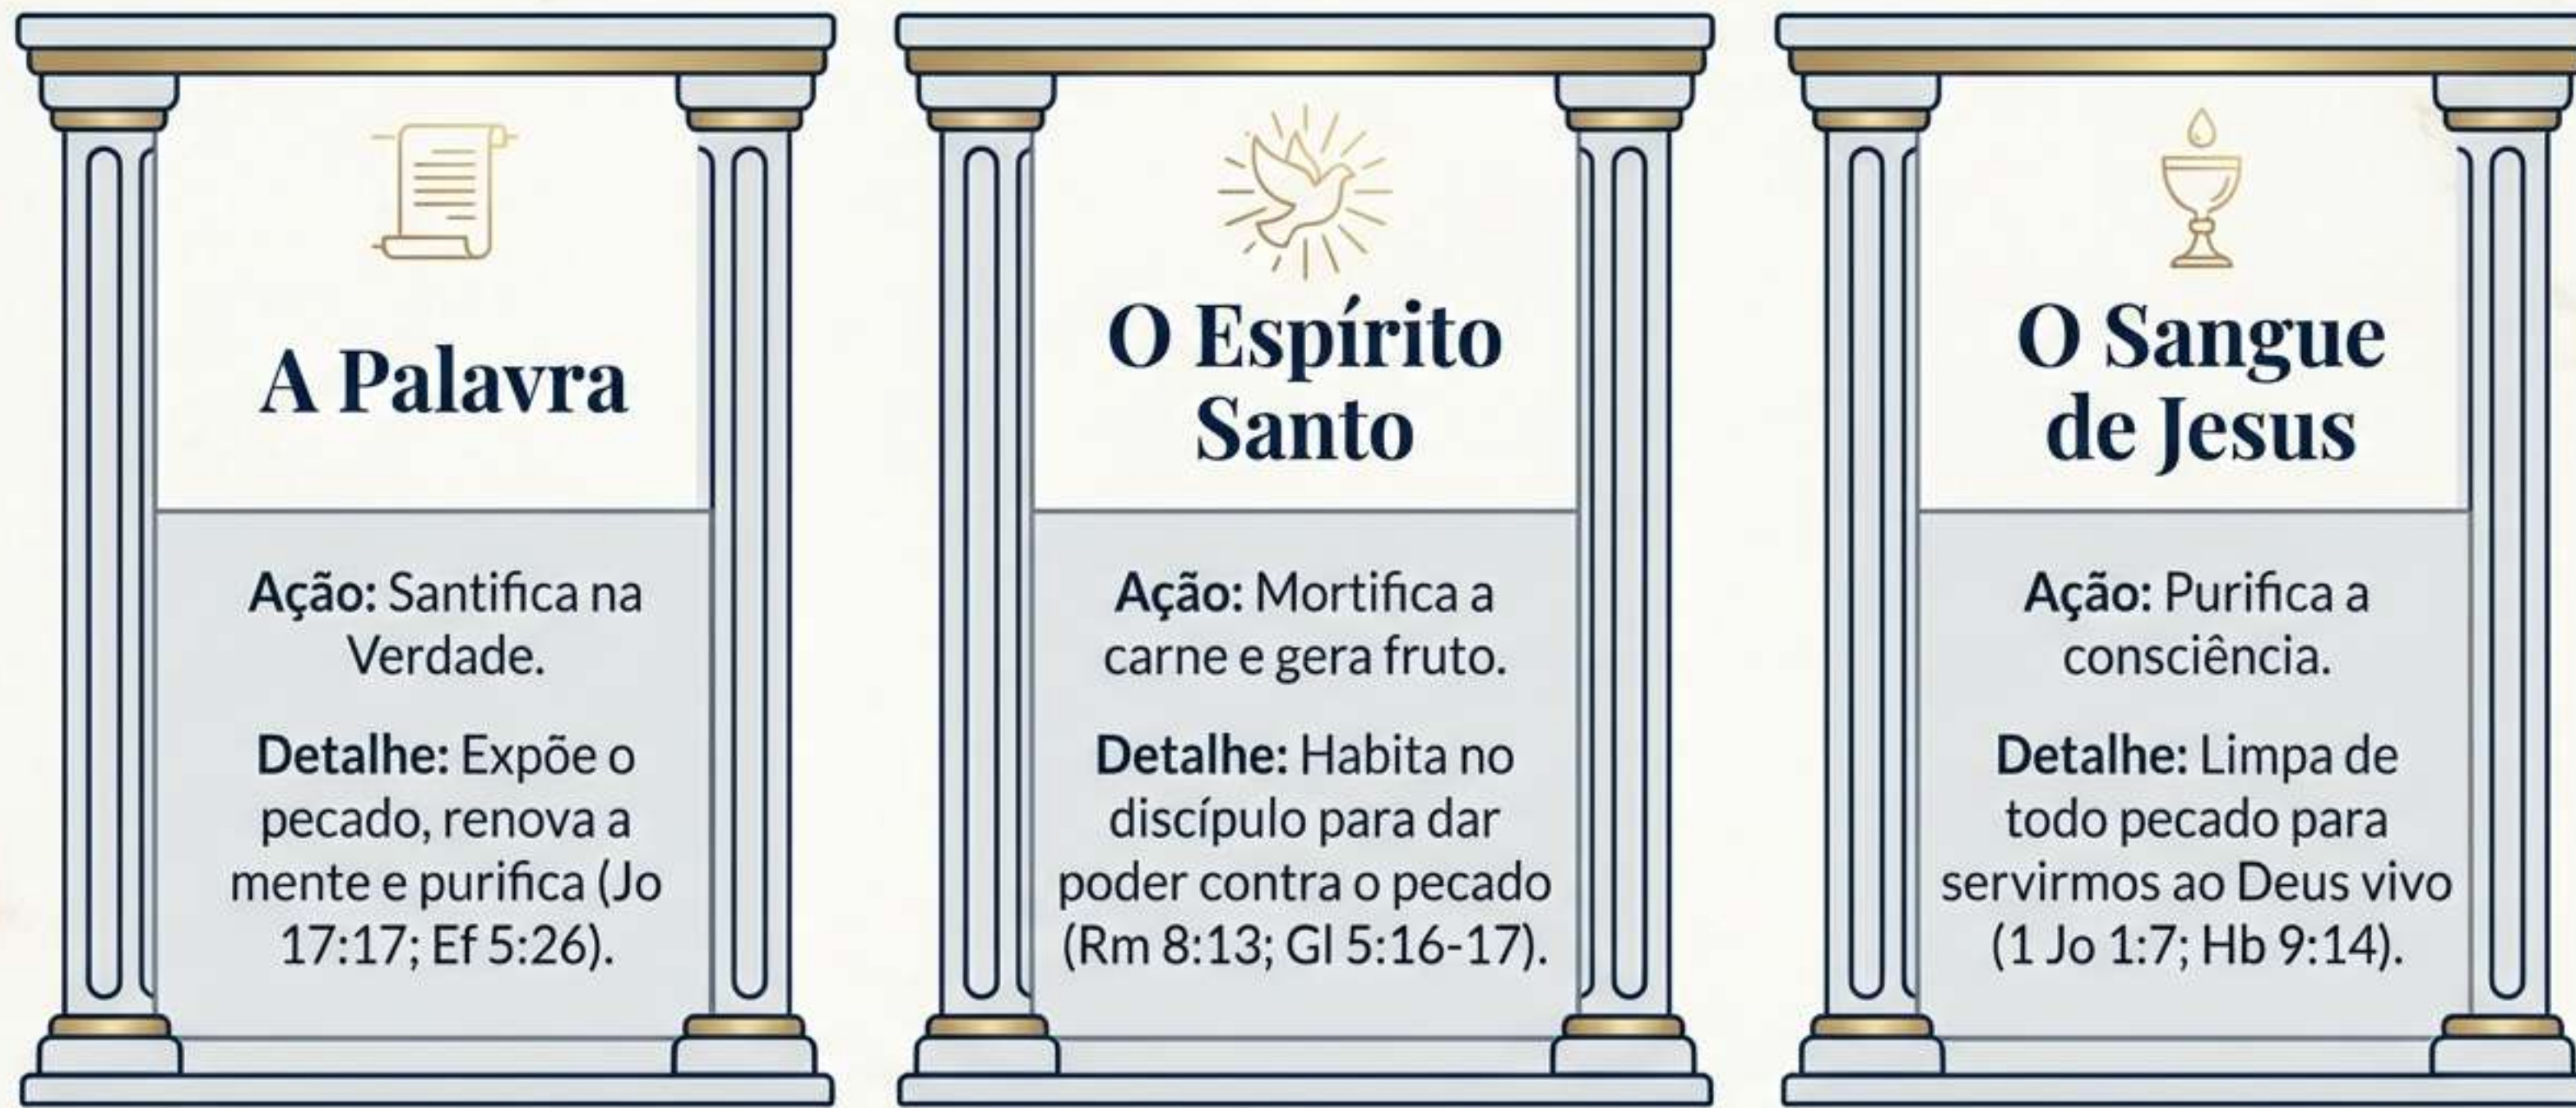 A Palavra
Ação: Santifica na
Verdade.
Detalhe: Expõe o
pecado, renova a
mente e purifica (Jo
17:17; Ef 5:26).
O Espírito
Santo
Ação: Mortifica a
carne e gera fruto.
Detalhe: Habita no
discípulo para dar
poder contra o pecado
(Rm 8:13; Gl 5:16-17).
O Sangue
de Jesus
Ação: Purifica a
consciência.
Detalhe: Limpa de
todo pecado para
servirmos ao Deus vivo
(1 Jo 1:7; Hb 9:14).